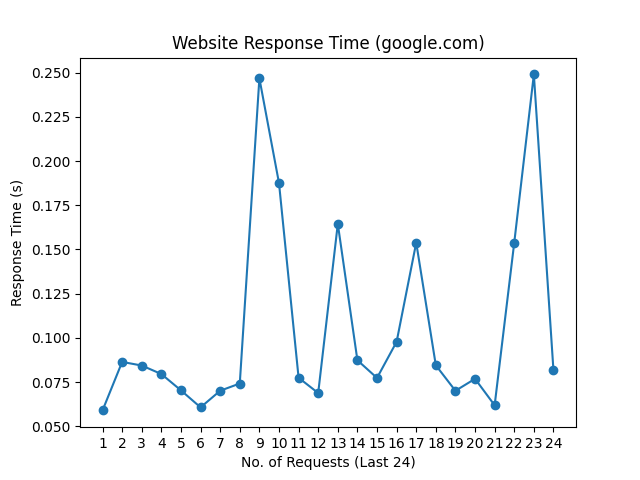 Website Response Time (google.com)
Response Time (s)
0.250
0.225
0.200
0.175
0.150
0.125
0.100
0.075
0.050
1 2 3 4 5 6 7 8 9 10 11 12 13 14 15 16 17 18 19 20 21 22 23 24
No. of Requests (Last 24)